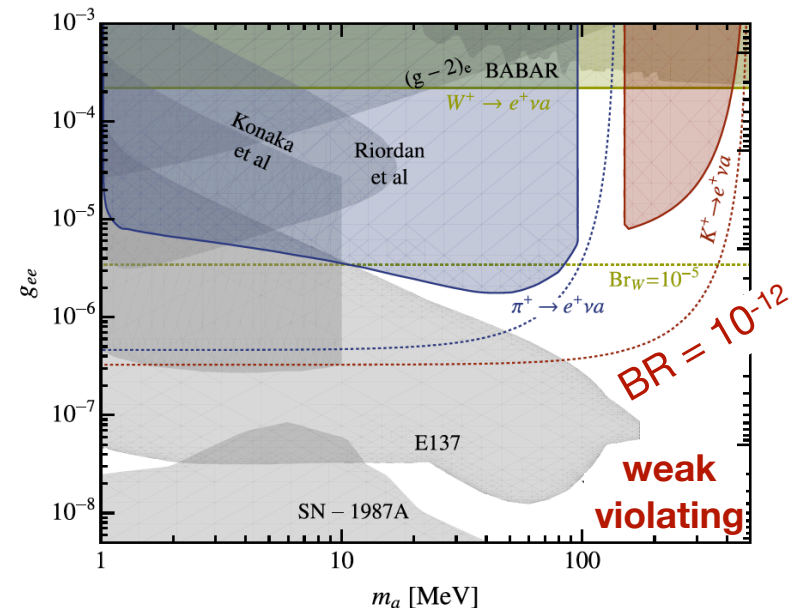 10⁻³
10⁻⁴
10⁻⁵
10⁻⁶
10⁻⁷
10⁻⁸
g_ee
(g − 2)_e
BABAR
W⁺ → e⁺νa
Konaka
et al
Riordan
et al
K⁺→e⁺νa
Br_W=10⁻⁵
π⁺ → e⁺νa
BR = 10⁻¹²
E137
weak
violating
SN − 1987A
1
10
100
m_a [MeV]